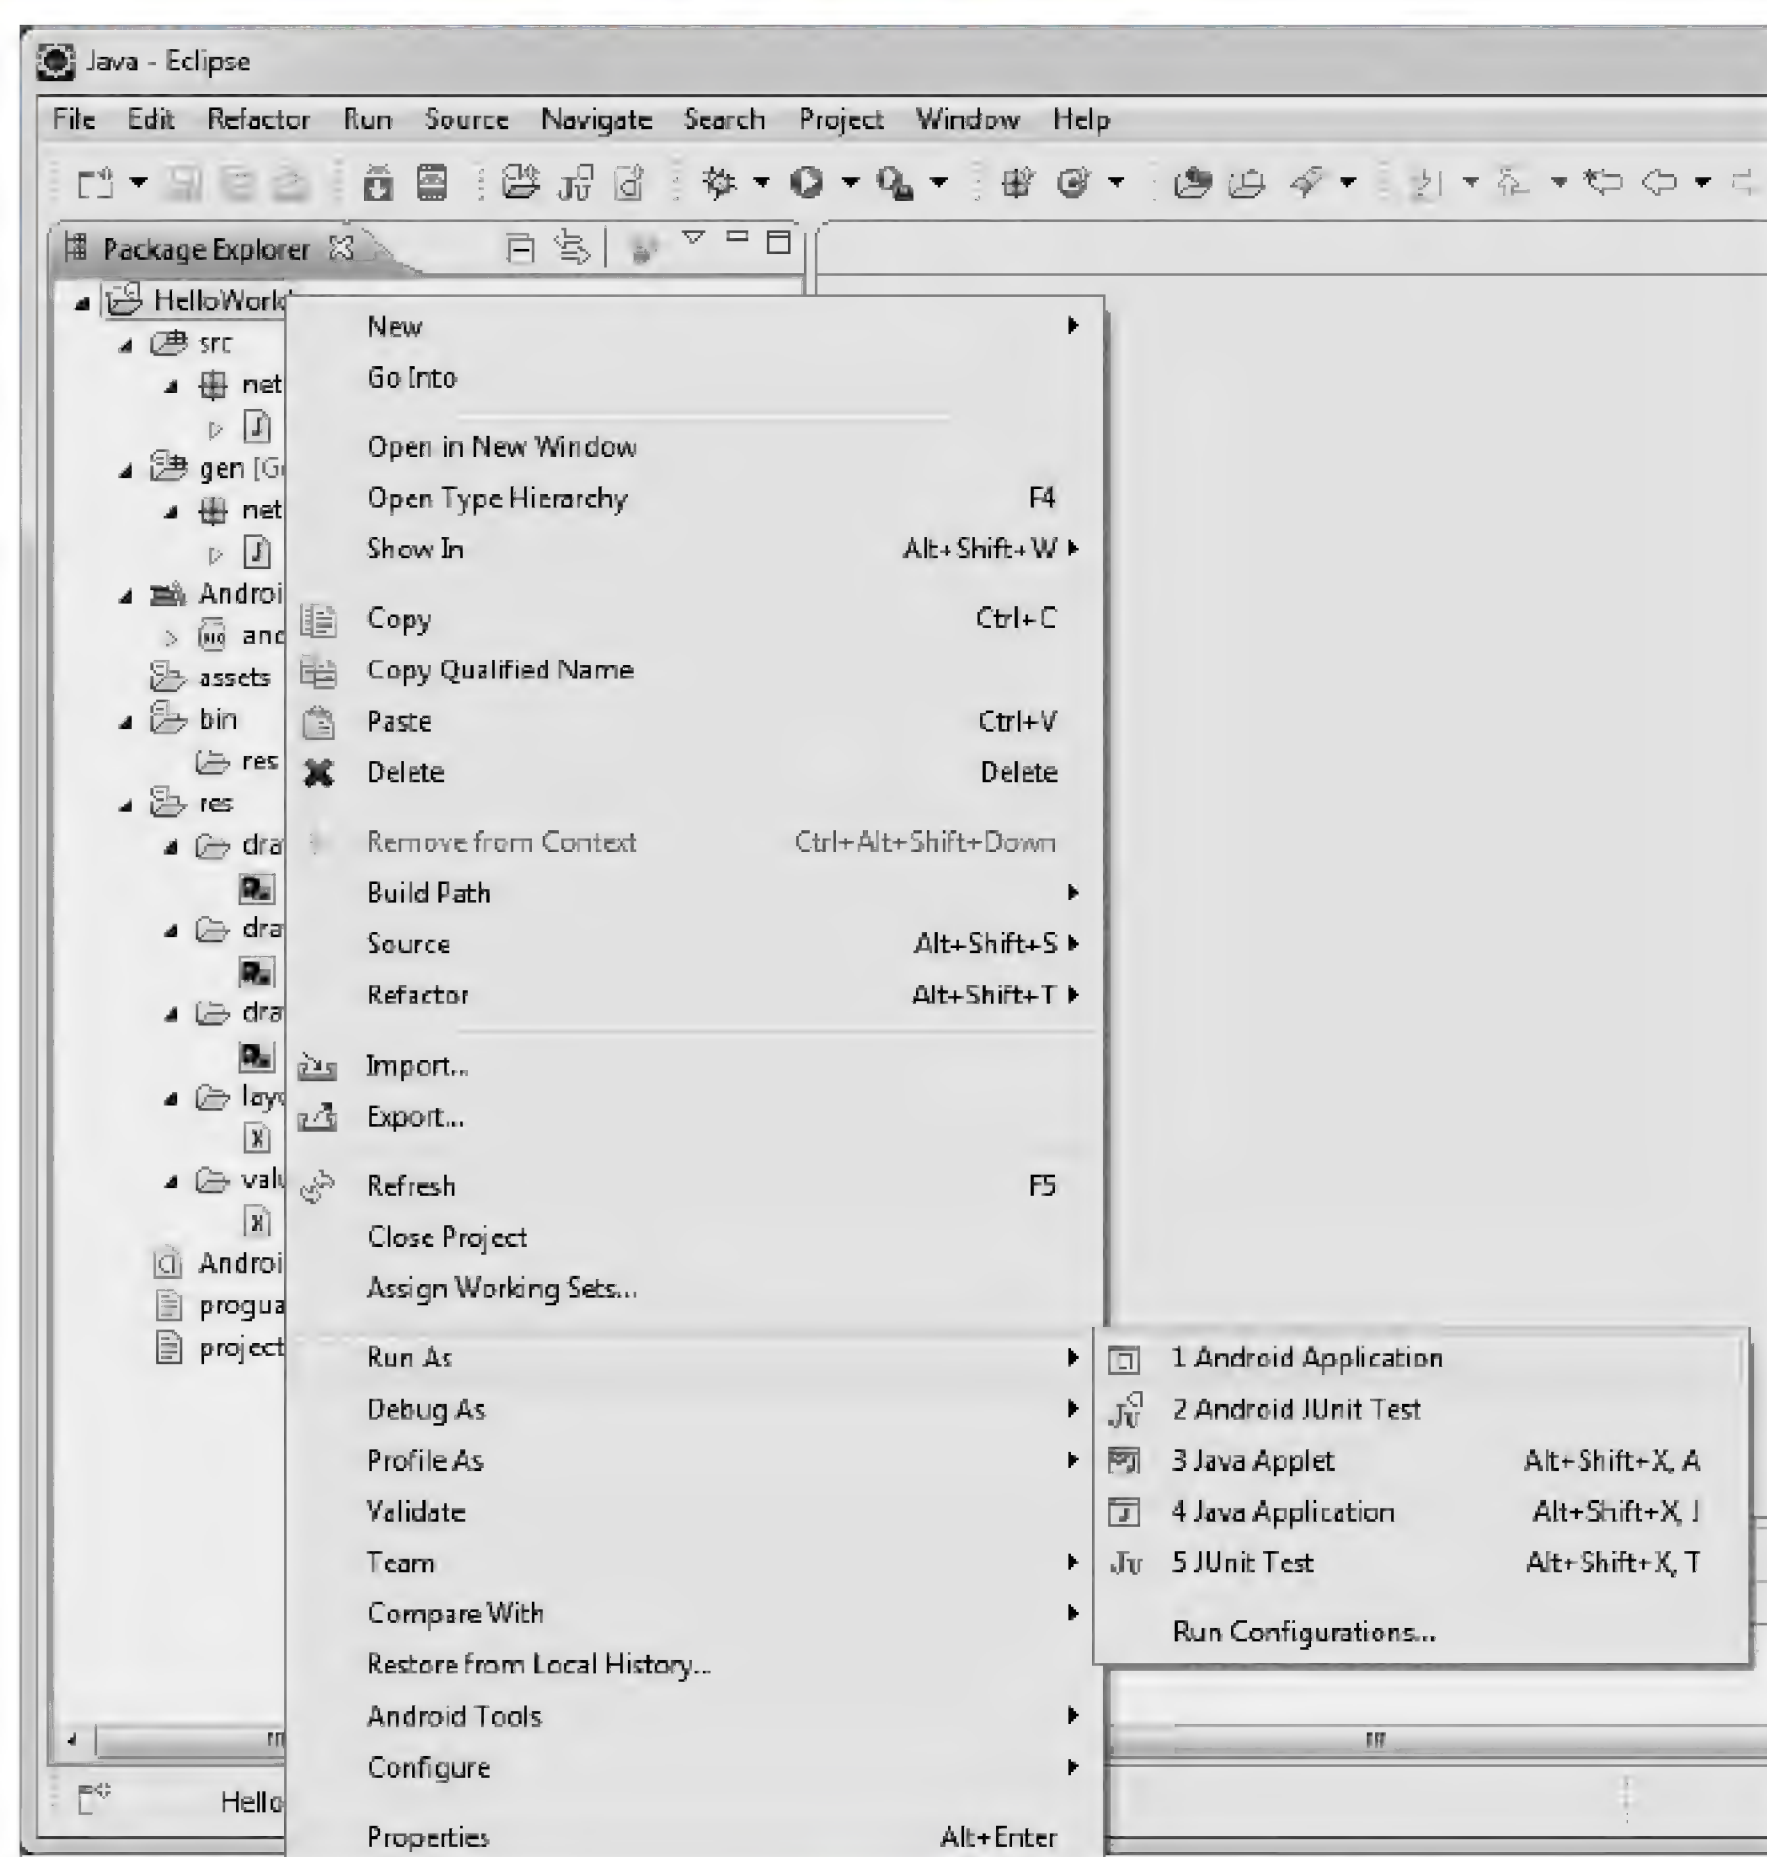 Java - Eclipse
File Edit Refactor Run Source Navigate Search Project Window Help
Package Explorer
HelloWorld
src
net
gen [G
net
Androi
and
assets
bin
res
res
dra
dra
dra
layo
valu
Androi
progua
project
New
Go Into
Open in New Window
Open Type Hierarchy F4
Show In Alt+Shift+W
Copy Ctrl+C
Copy Qualified Name
Paste Ctrl+V
Delete Delete
Remove from Context Ctrl+Alt+Shift+Down
Build Path
Source Alt+Shift+S
Refactor Alt+Shift+T
Import...
Export...
Refresh F5
Close Project
Assign Working Sets...
Run As
Debug As
Profile As
Validate
Team
Compare With
Restore from Local History...
Android Tools
Configure
Properties Alt+Enter
1 Android Application
2 Android JUnit Test
3 Java Applet Alt+Shift+X, A
4 Java Application Alt+Shift+X, J
5 JUnit Test Alt+Shift+X, T
Run Configurations...
Hello